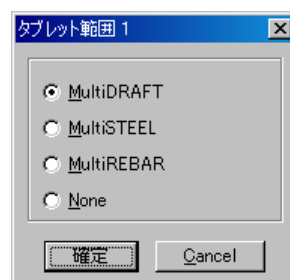 タブレット範囲 1
MultiDRAFT
MultiSTEEL
MultiREBAR
None
確定 Cancel